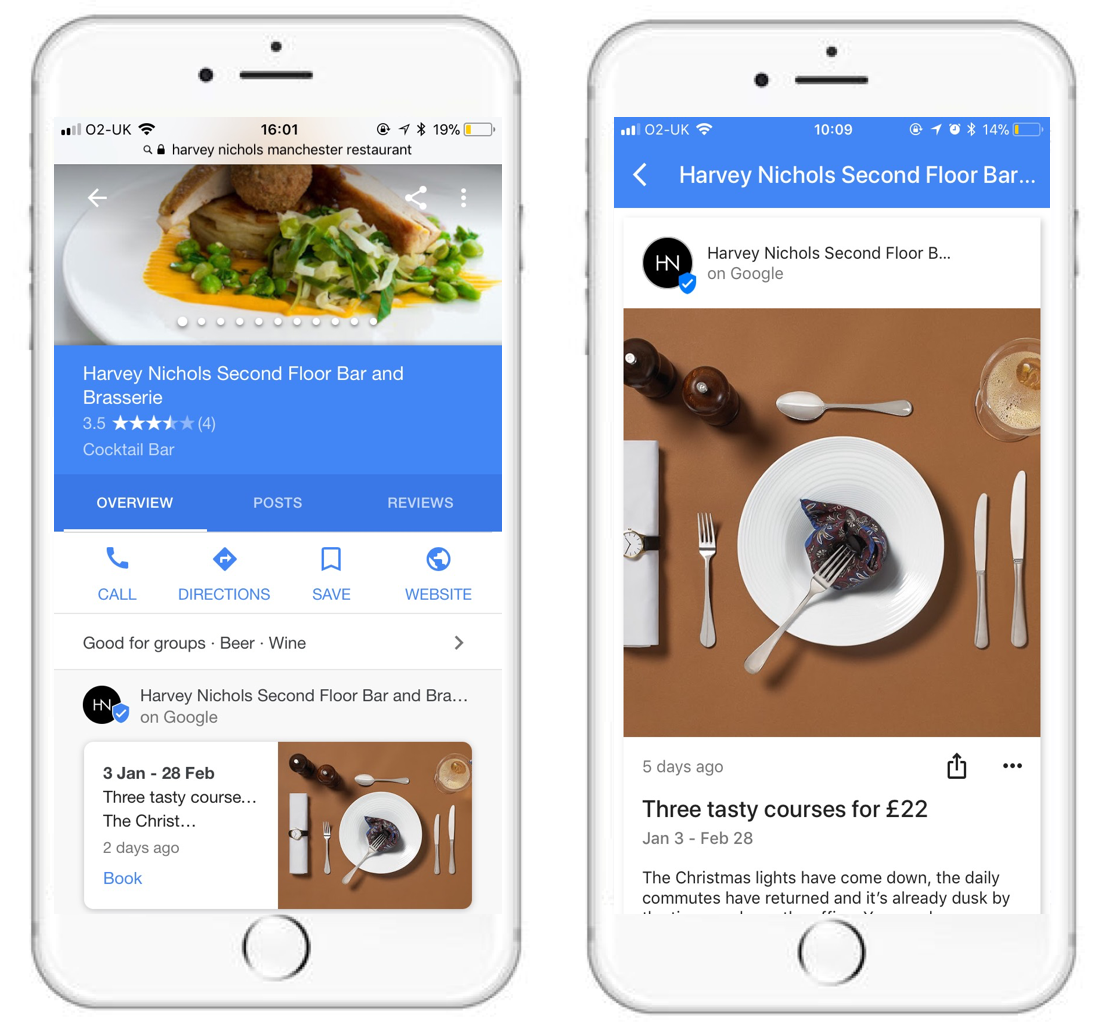 O2-UK 16:01 19%
harvey nichols manchester restaurant
Harvey Nichols Second Floor Bar and
Brasserie
3.5 (4)
Cocktail Bar
OVERVIEW POSTS REVIEWS
CALL DIRECTIONS SAVE WEBSITE
Good for groups · Beer · Wine
HN
Harvey Nichols Second Floor Bar and Bra...
on Google
3 Jan - 28 Feb
Three tasty course...
The Christ...
2 days ago
Book
O2-UK 10:09 14%
Harvey Nichols Second Floor Bar...
HN
Harvey Nichols Second Floor B...
on Google
5 days ago
Three tasty courses for £22
Jan 3 - Feb 28
The Christmas lights have come down, the daily
commutes have returned and it's already dusk by